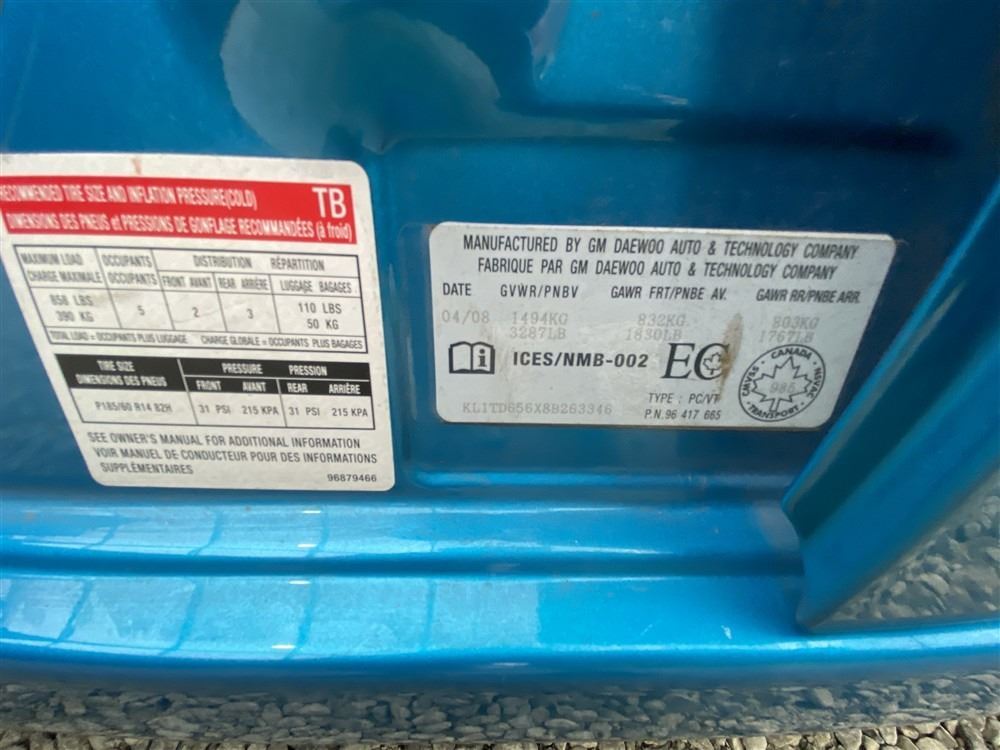 RECOMMENDED TIRE SIZE AND INFLATION PRESSURE(COLD)
DIMENSIONS DES PNEUS et PRESSIONS DE GONFLAGE RECOMMANDÉES (à froid)
TB
MAXIMUM LOAD OCCUPANTS DISTRIBUTION RÉPARTITION
CHARGE MAXIMALE OCCUPANTS FRONT AVANT REAR ARRIÈRE LUGGAGE BAGAGES
858 LBS 5 2 3 110 LBS
390 KG 50 KG
TOTAL LOAD = OCCUPANTS PLUS LUGGAGE CHARGE GLOBALE = OCCUPANTS PLUS BAGAGES
TIRE SIZE PRESSURE PRESSION
DIMENSIONS DES PNEUS FRONT AVANT REAR ARRIÈRE
P185/60 R14 82H 31 PSI 215 KPA 31 PSI 215 KPA
SEE OWNER'S MANUAL FOR ADDITIONAL INFORMATION
VOIR MANUEL DE CONDUCTEUR POUR DES INFORMATIONS
SUPPLÉMENTAIRES
96879466
MANUFACTURED BY GM DAEWOO AUTO & TECHNOLOGY COMPANY
FABRIQUE PAR GM DAEWOO AUTO & TECHNOLOGY COMPANY
DATE GVWR/PNBV GAWR FRT/PNBE AV. GAWR RR/PNBE ARR.
04/08 1494KG 832KG 803KG
3287LB 1830LB 1767LB
i ICES/NMB-002 EC
CANADA
CMVSS 986 NSVAC
TRANSPORT
TYPE : PC/VT
KL1TD656X8B263346 P.N. 96 417 665